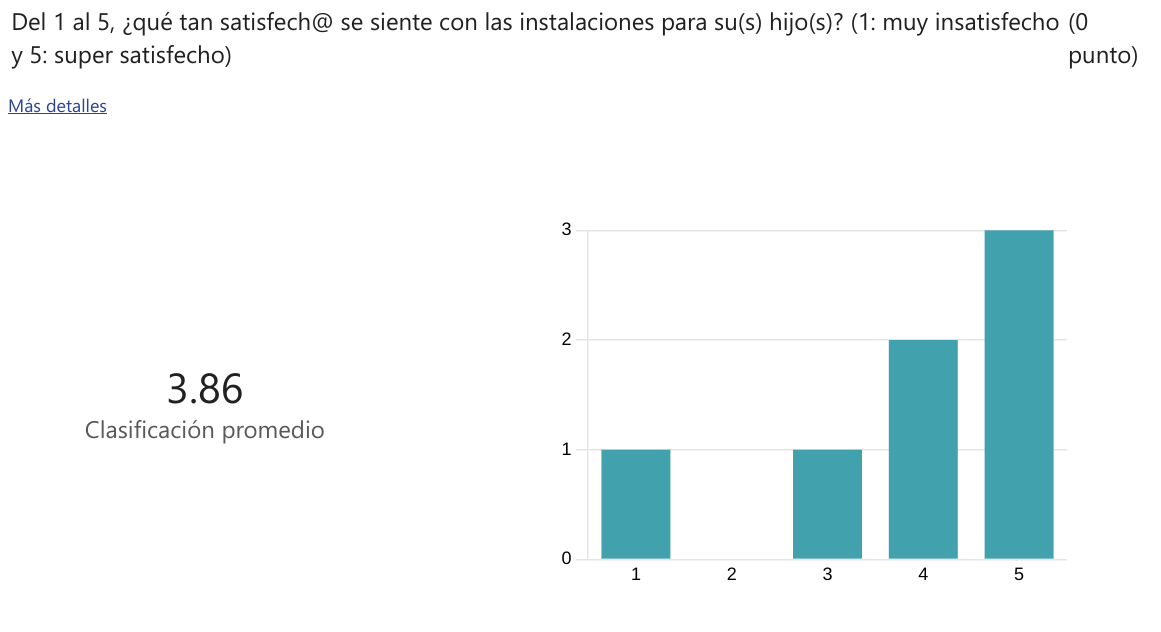 Del 1 al 5, ¿qué tan satisfech@ se siente con las instalaciones para su(s) hijo(s)? (1: muy insatisfecho (0
y 5: super satisfecho) punto)
Más detalles
3.86
Clasificación promedio
3
2
1
0
1 2 3 4 5